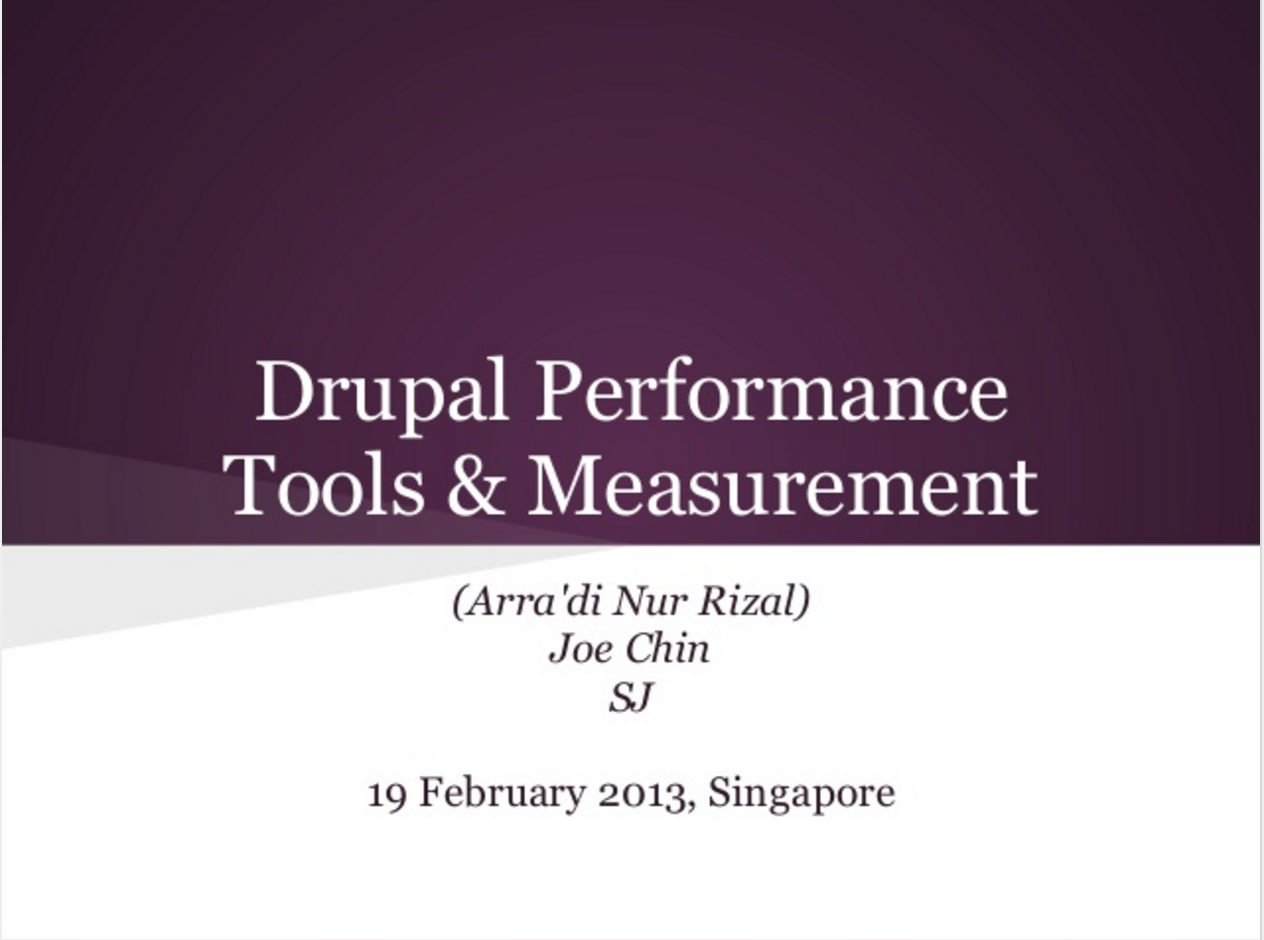 Drupal Performance
Tools & Measurement
(Arra'di Nur Rizal)
Joe Chin
SJ
19 February 2013, Singapore